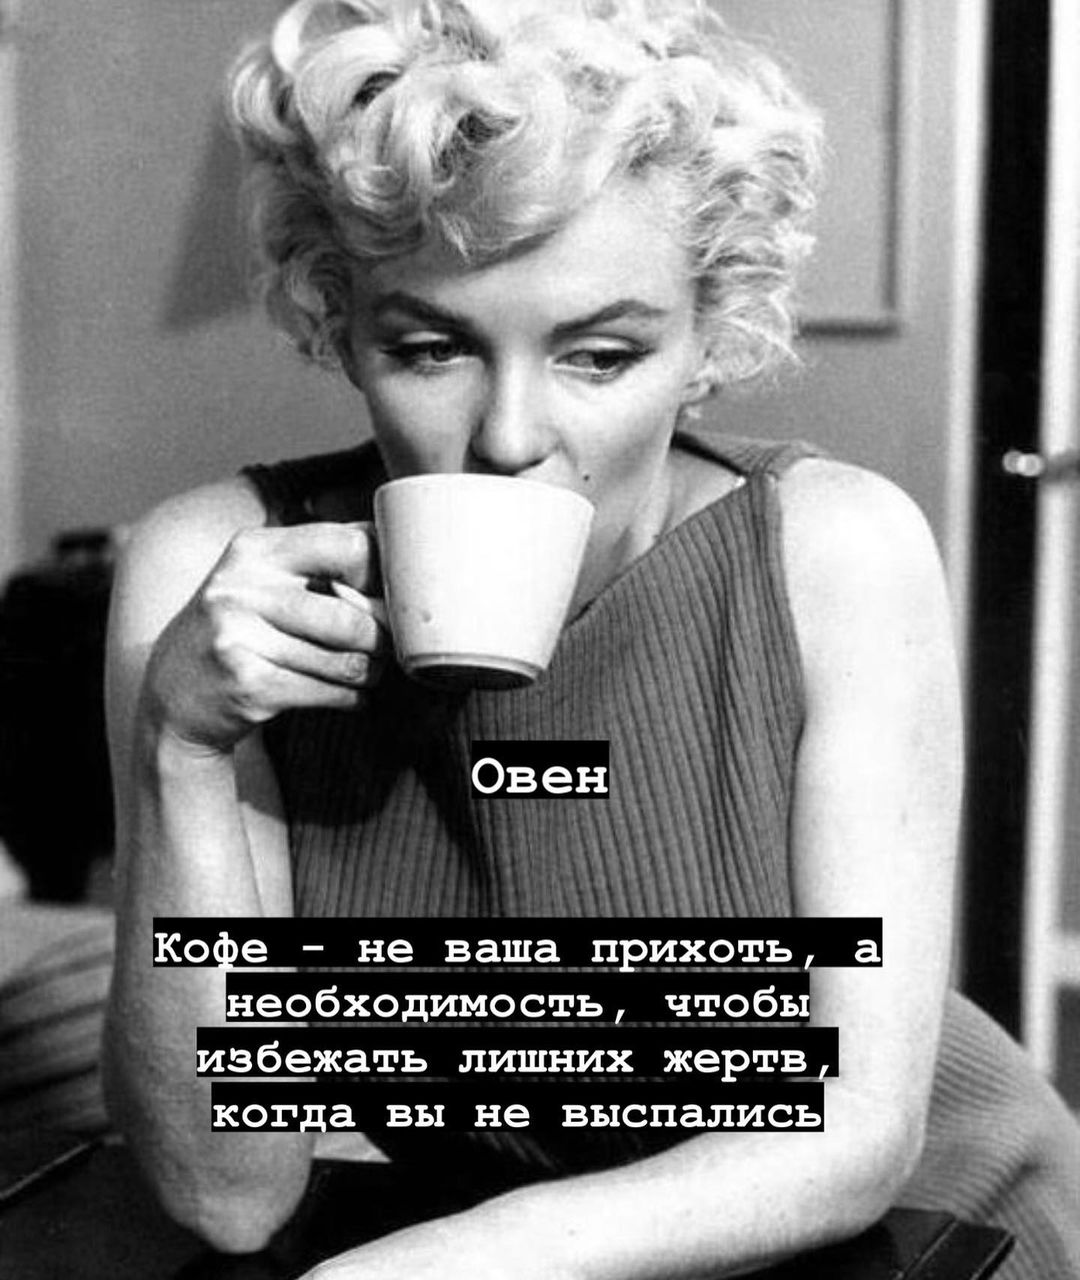 Овен
Кофе - не ваша прихоть, а
необходимость, чтобы
избежать лишних жертв,
когда вы не выспались